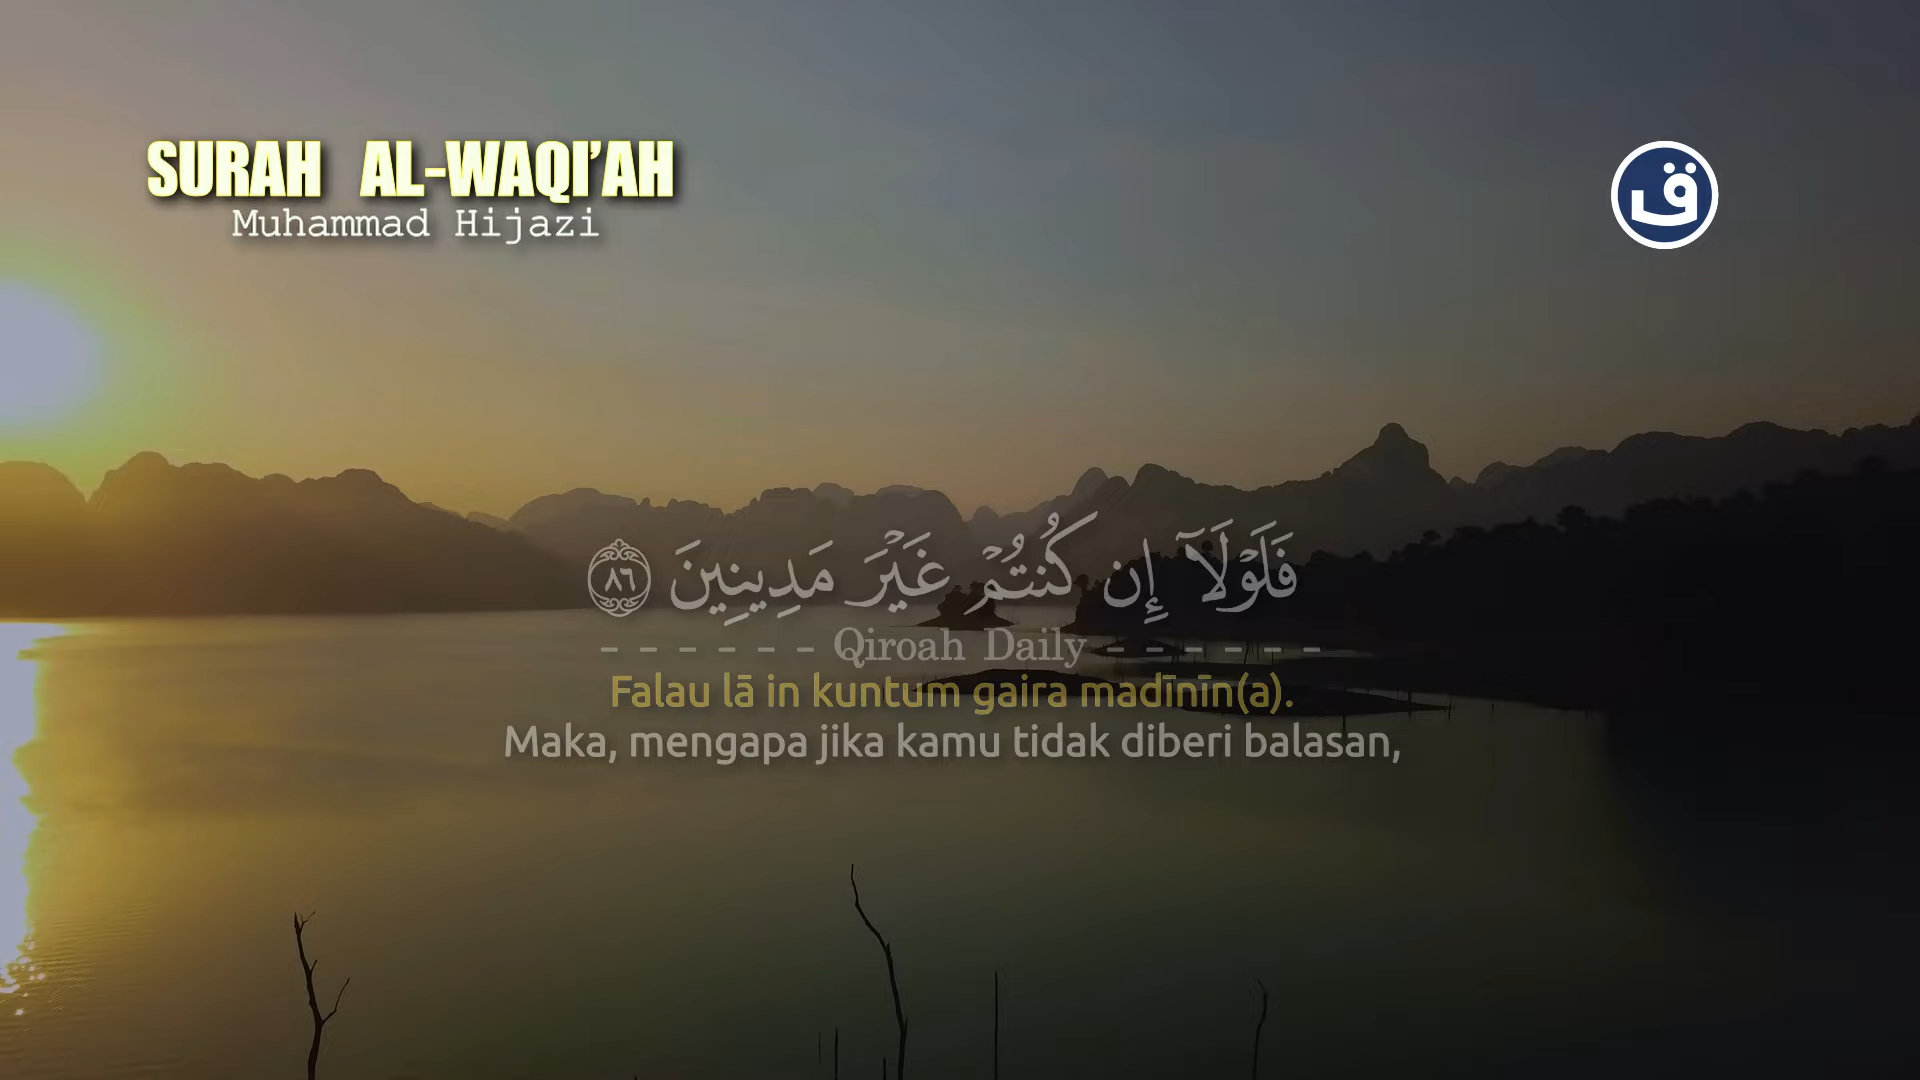 SURAH AL-WAQI’AH
Muhammad Hijazi
ق
فَلَوْلَآ إِن كُنتُمْ غَيْرَ مَدِينِينَ ٨٦
- - - - - - Qiroah Daily - - - - - -
Falau lā in kuntum gaira madīnīn(a).
Maka, mengapa jika kamu tidak diberi balasan,